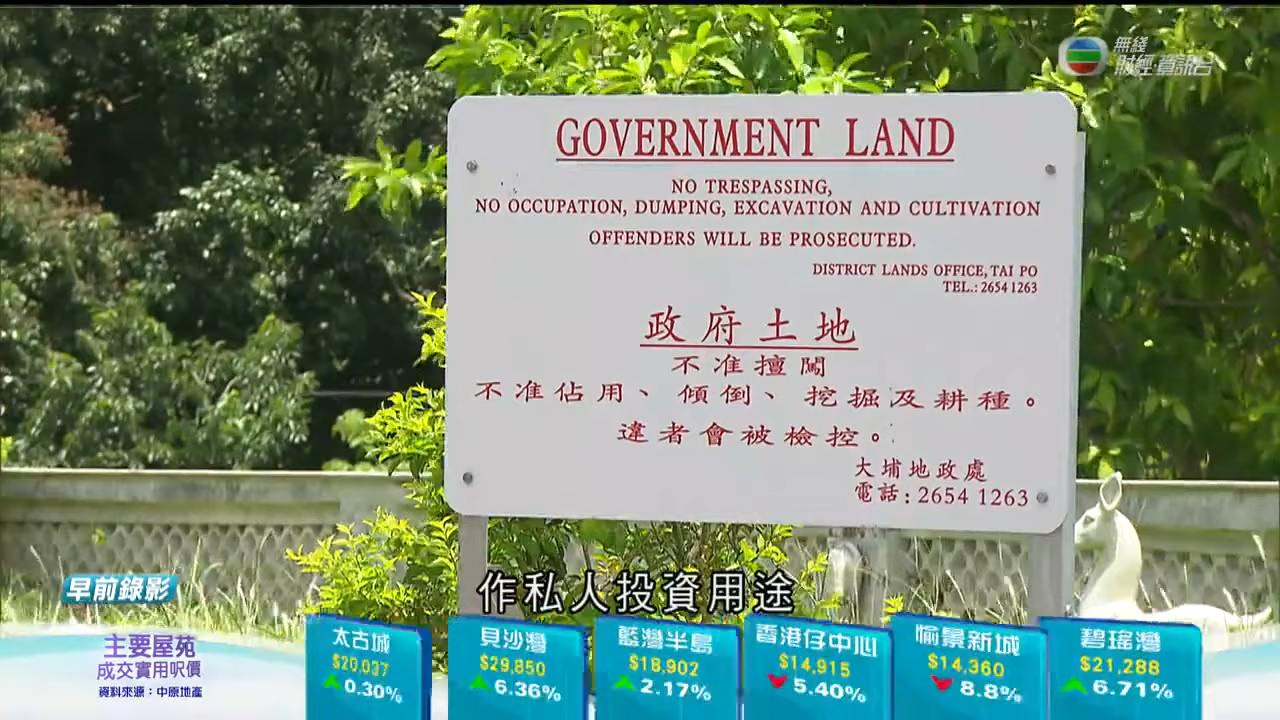 無綫
財經·資訊台
GOVERNMENT LAND
NO TRESPASSING,
NO OCCUPATION, DUMPING, EXCAVATION AND CULTIVATION
OFFENDERS WILL BE PROSECUTED.
DISTRICT LANDS OFFICE, TAI PO
TEL.: 2654 1263
政府土地
不准擅闖
不准佔用、傾倒、挖掘及耕種。
違者會被檢控。
大埔地政處
電話: 2654 1263
早前錄影
作私人投資用途
主要屋苑
成交實用呎價
資料來源：中原地產
太古城
$20,037
0.30%
貝沙灣
$29,850
6.36%
藍灣半島
$18,902
2.17%
香港仔中心
$14,915
5.40%
愉景新城
$14,360
8.8%
碧瑤灣
$21,288
6.71%